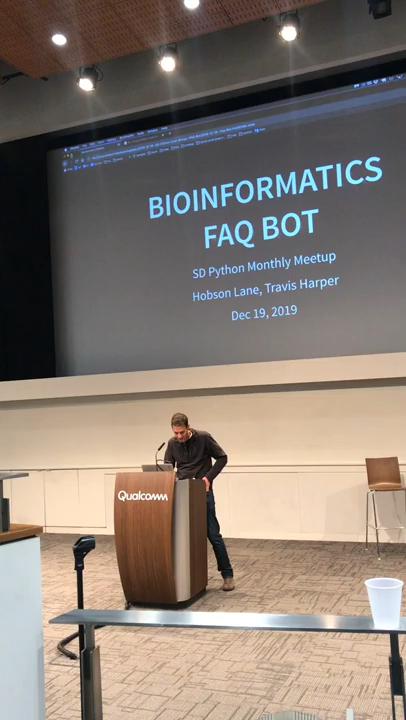 BIOINFORMATICS
FAQ BOT
SD Python Monthly Meetup
Hobson Lane, Travis Harper
Dec 19, 2019
Qualcomm